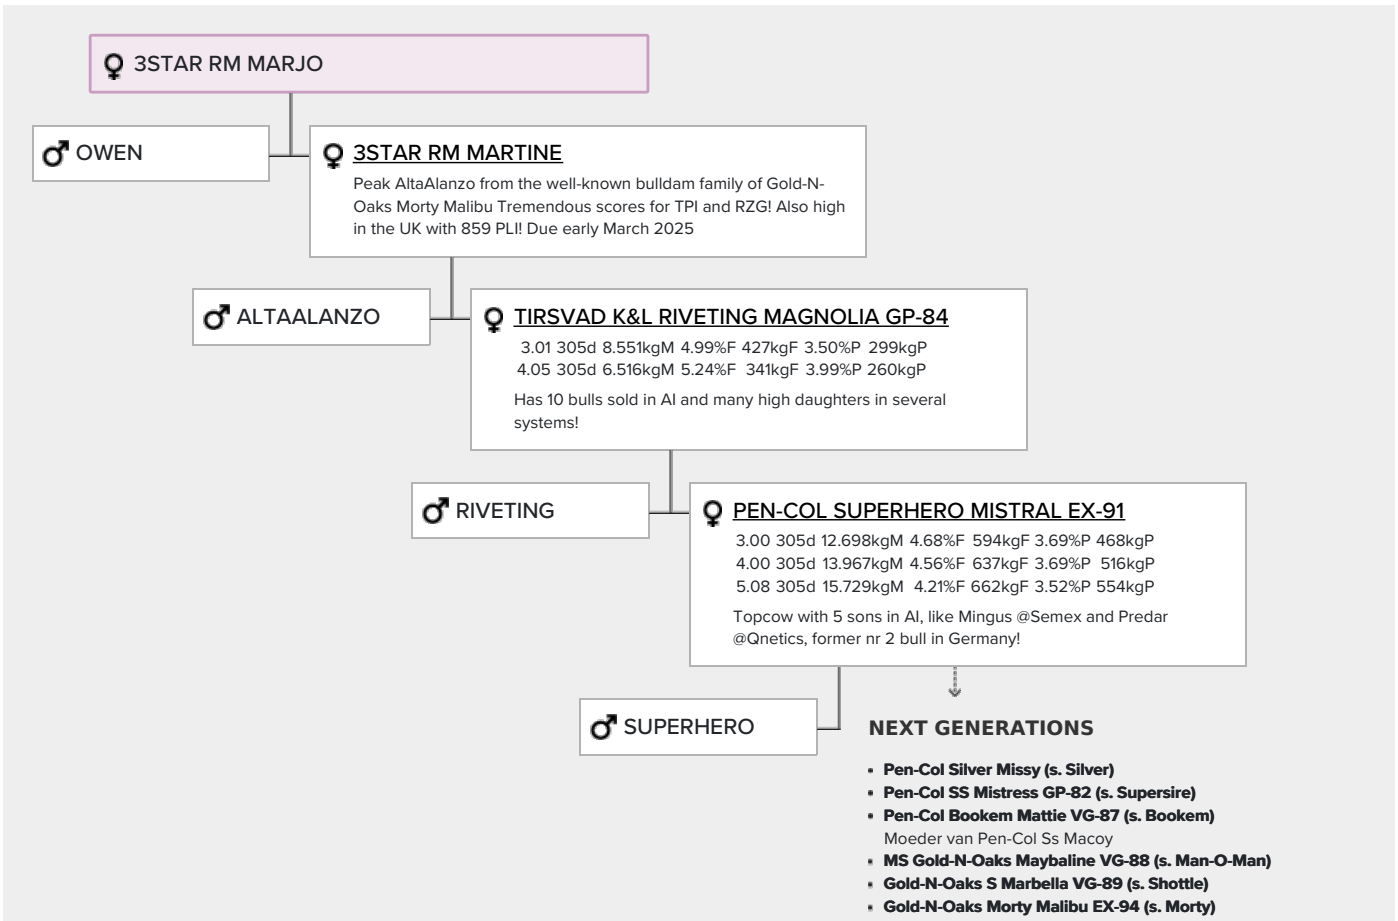 3STAR RM MARJO
OWEN
3STAR RM MARTINE
Peak AltaAlanzo from the well-known bulldam family of Gold-N-
Oaks Morty Malibu Tremendous scores for TPI and RZG! Also high
in the UK with 859 PLI! Due early March 2025
ALTAALANZO
TIRSVAD K&L RIVETING MAGNOLIA GP-84
3.01 305d 8.551kgM 4.99%F 427kgF 3.50%P 299kgP
4.05 305d 6.516kgM 5.24%F 341kgF 3.99%P 260kgP
Has 10 bulls sold in AI and many high daughters in several
systems!
RIVETING
PEN-COL SUPERHERO MISTRAL EX-91
3.00 305d 12.698kgM 4.68%F 594kgF 3.69%P 468kgP
4.00 305d 13.967kgM 4.56%F 637kgF 3.69%P 516kgP
5.08 305d 15.729kgM 4.21%F 662kgF 3.52%P 554kgP
Topcow with 5 sons in AI, like Mingus @Semex and Predar
@Qnetics, former nr 2 bull in Germany!
SUPERHERO
NEXT GENERATIONS
Pen-Col Silver Missy (s. Silver)
Pen-Col SS Mistress GP-82 (s. Supersire)
Pen-Col Bookem Mattie VG-87 (s. Bookem)
Moeder van Pen-Col Ss Macoy
MS Gold-N-Oaks Maybaline VG-88 (s. Man-O-Man)
Gold-N-Oaks S Marbella VG-89 (s. Shottle)
Gold-N-Oaks Morty Malibu EX-94 (s. Morty)